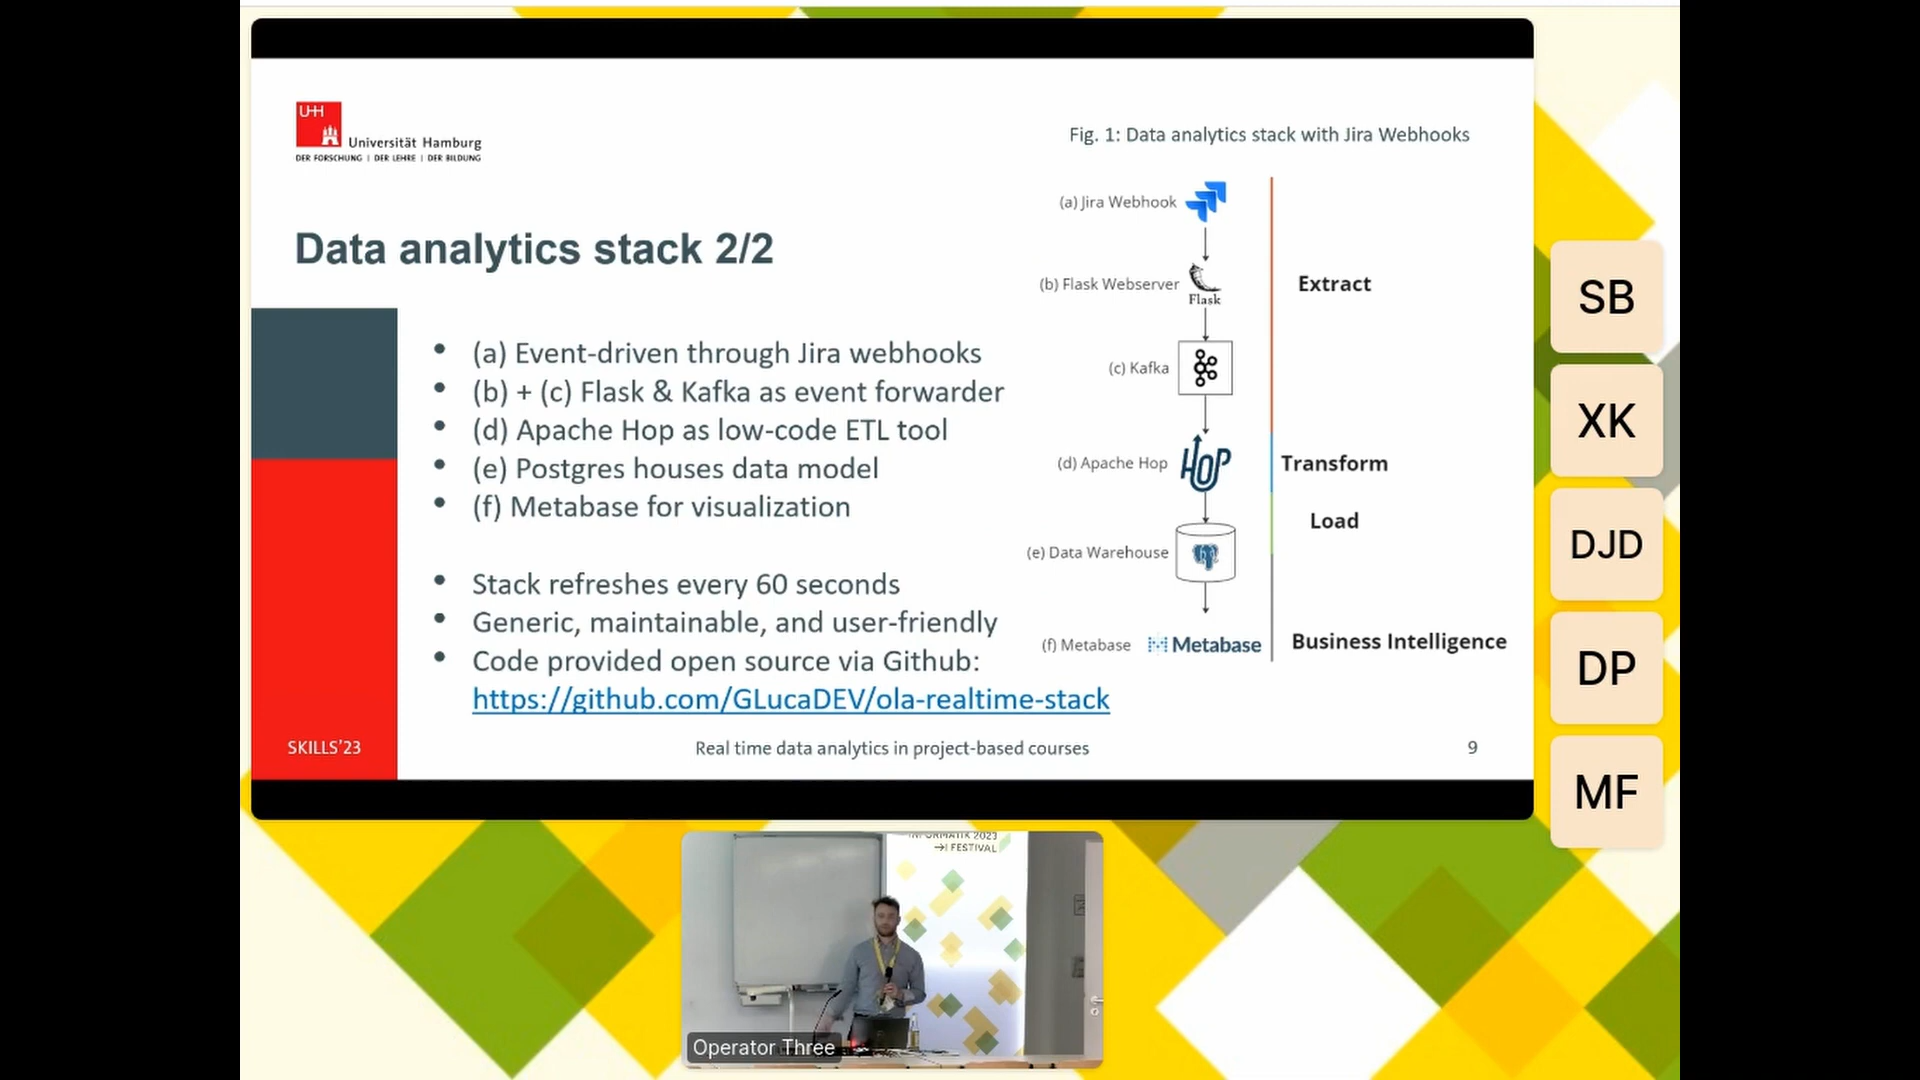 UHH
Universität Hamburg
DER FORSCHUNG | DER LEHRE | DER BILDUNG
Fig. 1: Data analytics stack with Jira Webhooks
Data analytics stack 2/2
• (a) Event-driven through Jira webhooks
• (b) + (c) Flask & Kafka as event forwarder
• (d) Apache Hop as low-code ETL tool
• (e) Postgres houses data model
• (f) Metabase for visualization
• Stack refreshes every 60 seconds
• Generic, maintainable, and user-friendly
• Code provided open source via Github:
https://github.com/GLucaDEV/ola-realtime-stack
(a) Jira Webhook
(b) Flask Webserver
Flask
(c) Kafka
(d) Apache Hop
HOP
(e) Data Warehouse
(f) Metabase
Metabase
Extract
Transform
Load
Business Intelligence
SKILLS'23
Real time data analytics in project-based courses
9
SB
XK
DJD
DP
MF
INFORMATIK 2023
FESTIVAL
Operator Three